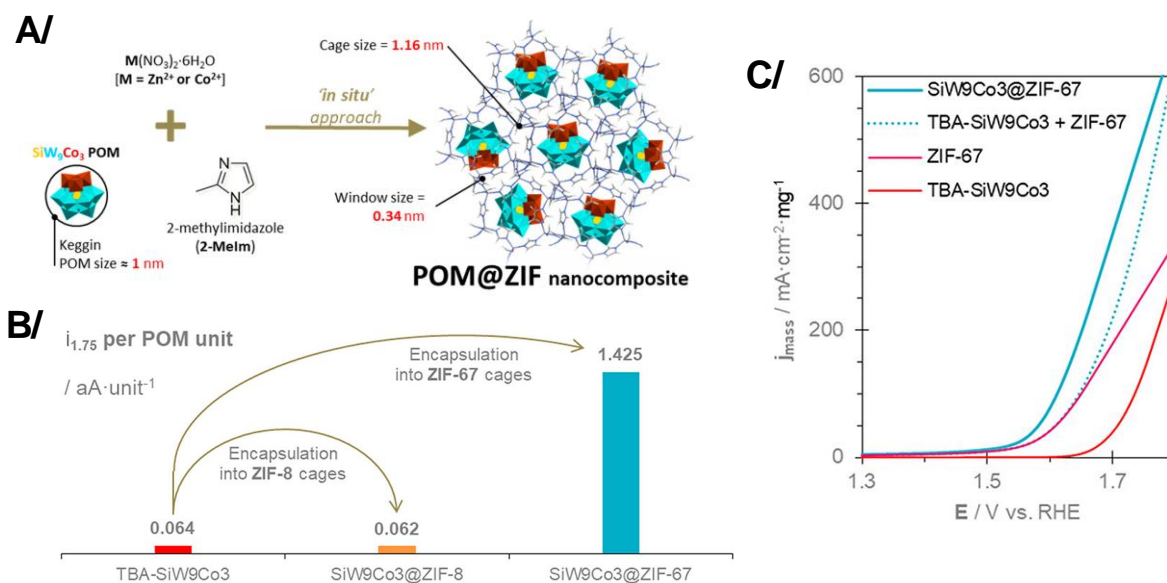 A/
M(NO₃)₂·6H₂O
[M = Zn²⁺ or Co²⁺]
SiW₉Co₃ POM
Keggin
POM size ≈ 1 nm
N
N
H
2-methylimidazole
(2-MeIm)
'in situ'
approach
Cage size = 1.16 nm
Window size =
0.34 nm
POM@ZIF nanocomposite
B/
i₁.₇₅ per POM unit
/ aA·unit⁻¹
Encapsulation
into ZIF-67 cages
Encapsulation
into ZIF-8 cages
0.064
0.062
1.425
TBA-SiW9Co3
SiW9Co3@ZIF-8
SiW9Co3@ZIF-67
C/
SiW9Co3@ZIF-67
TBA-SiW9Co3 + ZIF-67
ZIF-67
TBA-SiW9Co3
jmass / mA·cm⁻²·mg⁻¹
600
400
200
0
1.3
1.5
1.7
E / V vs. RHE